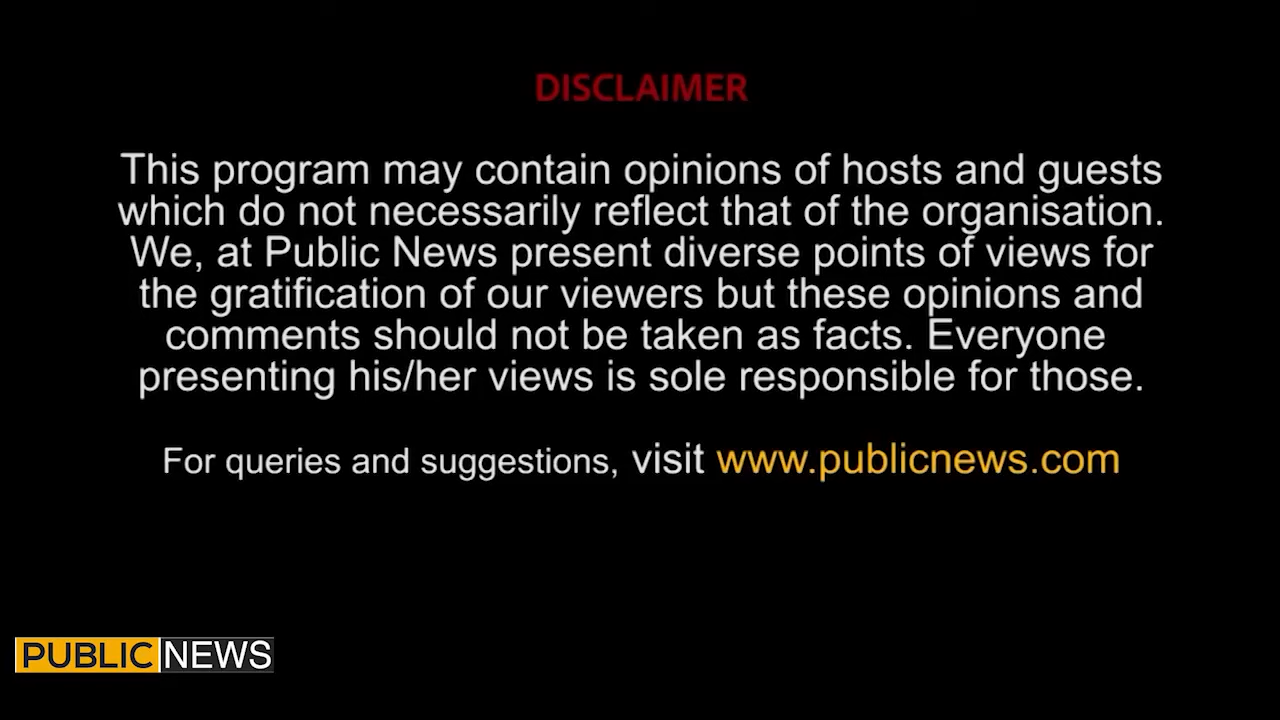 DISCLAIMER
This program may contain opinions of hosts and guests
which do not necessarily reflect that of the organisation.
We, at Public News present diverse points of views for
the gratification of our viewers but these opinions and
comments should not be taken as facts. Everyone
presenting his/her views is sole responsible for those.
For queries and suggestions, visit www.publicnews.com
PUBLIC NEWS